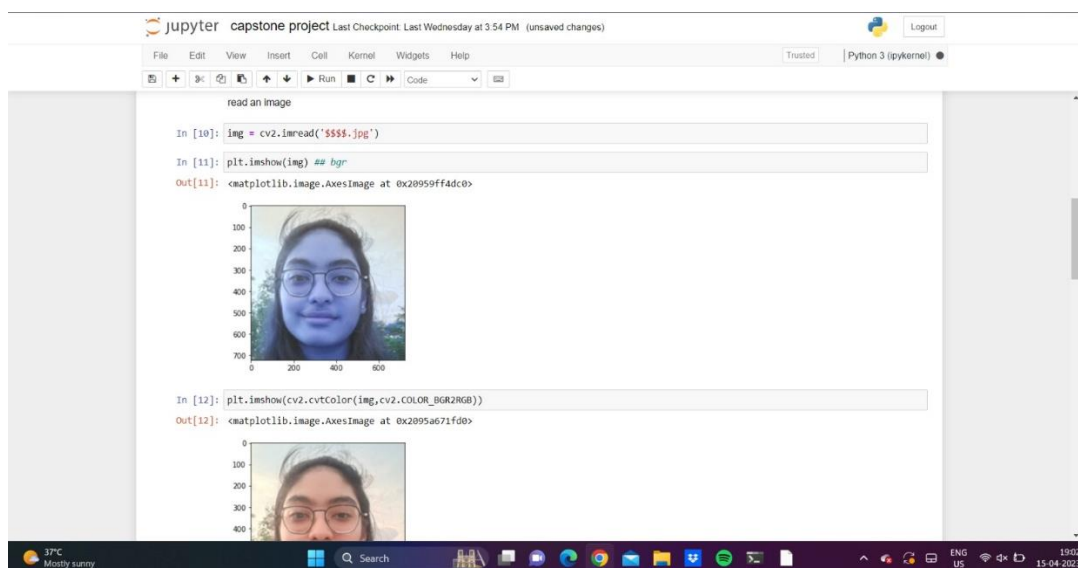 jupyter capstone project Last Checkpoint: Last Wednesday at 3:54 PM (unsaved changes) Logout
File Edit View Insert Cell Kernel Widgets Help Trusted Python 3 (ipykernel)
Run Code
read an image
In [10]: img = cv2.imread('$$$$.jpg')
In [11]: plt.imshow(img) ## bgr
Out[11]: <matplotlib.image.AxesImage at 0x20959ff4dc0>
0
100
200
300
400
500
600
700
0 200 400 600
In [12]: plt.imshow(cv2.cvtColor(img,cv2.COLOR_BGR2RGB))
Out[12]: <matplotlib.image.AxesImage at 0x2095a671fd0>
0
100
200
300
400
37°C
Mostly sunny
Search
ENG
US
19:02
15-04-2023